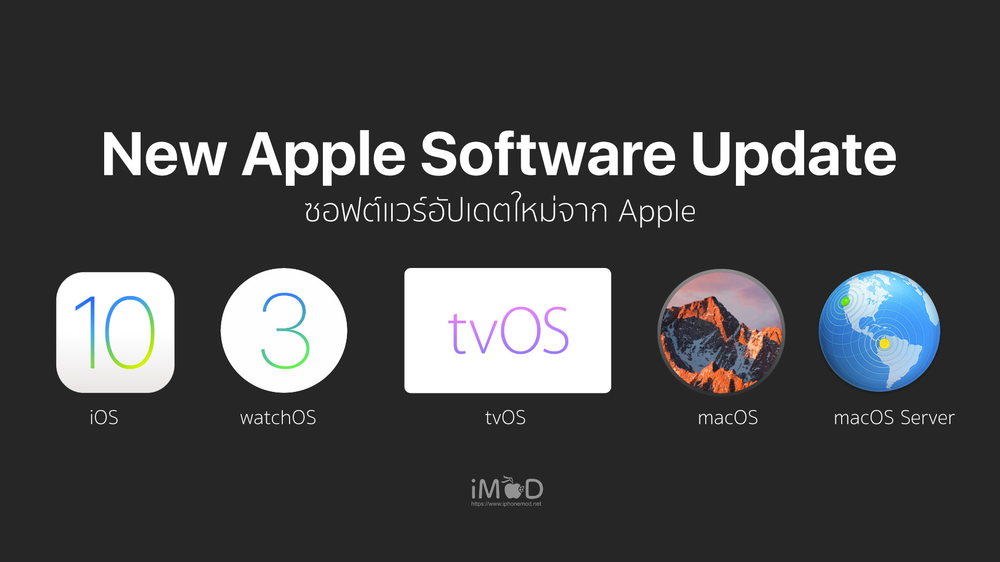 New Apple Software Update
ซอฟต์แวร์อัปเดตใหม่จาก Apple
10
3
tvOS
iOS
watchOS
tvOS
macOS
macOS Server
iMOD
https://www.iphonemod.net